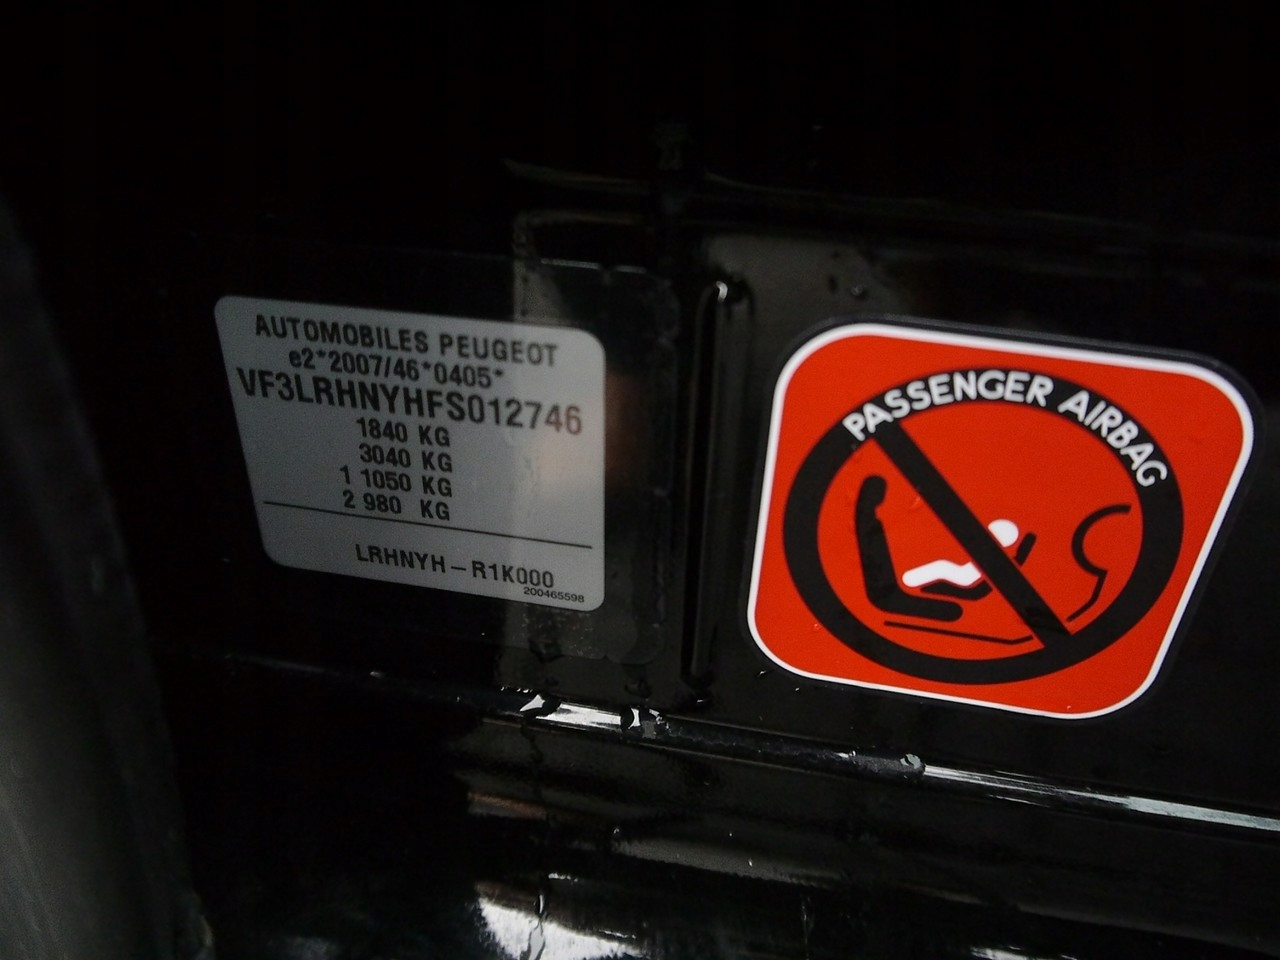 AUTOMOBILES PEUGEOT
e2*2007/46*0405*
VF3LRHNYHFS012746
1840 KG
3040 KG
1 1050 KG
2 980 KG
LRHNYH-R1K000
200465598
PASSENGER AIRBAG